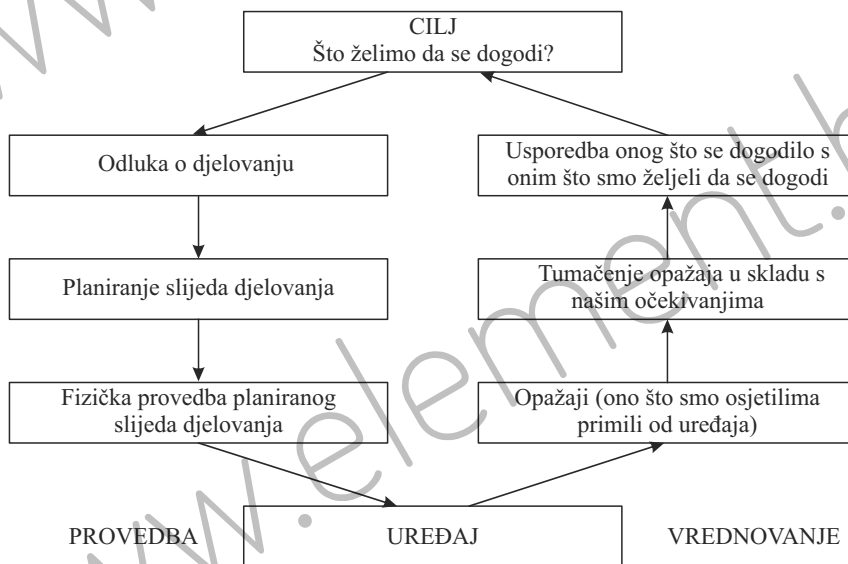 CILJ
Što želimo da se dogodi?
Odluka o djelovanju
Usporedba onog što se dogodilo s
onim što smo željeli da se dogodi
Planiranje slijeda djelovanja
Tumačenje opažaja u skladu s
našim očekivanjima
Fizička provedba planiranog
slijeda djelovanja
Opažaji (ono što smo osjetilima
primili od uređaja)
PROVEDBA
UREĐAJ
VREDNOVANJE
www.element.h